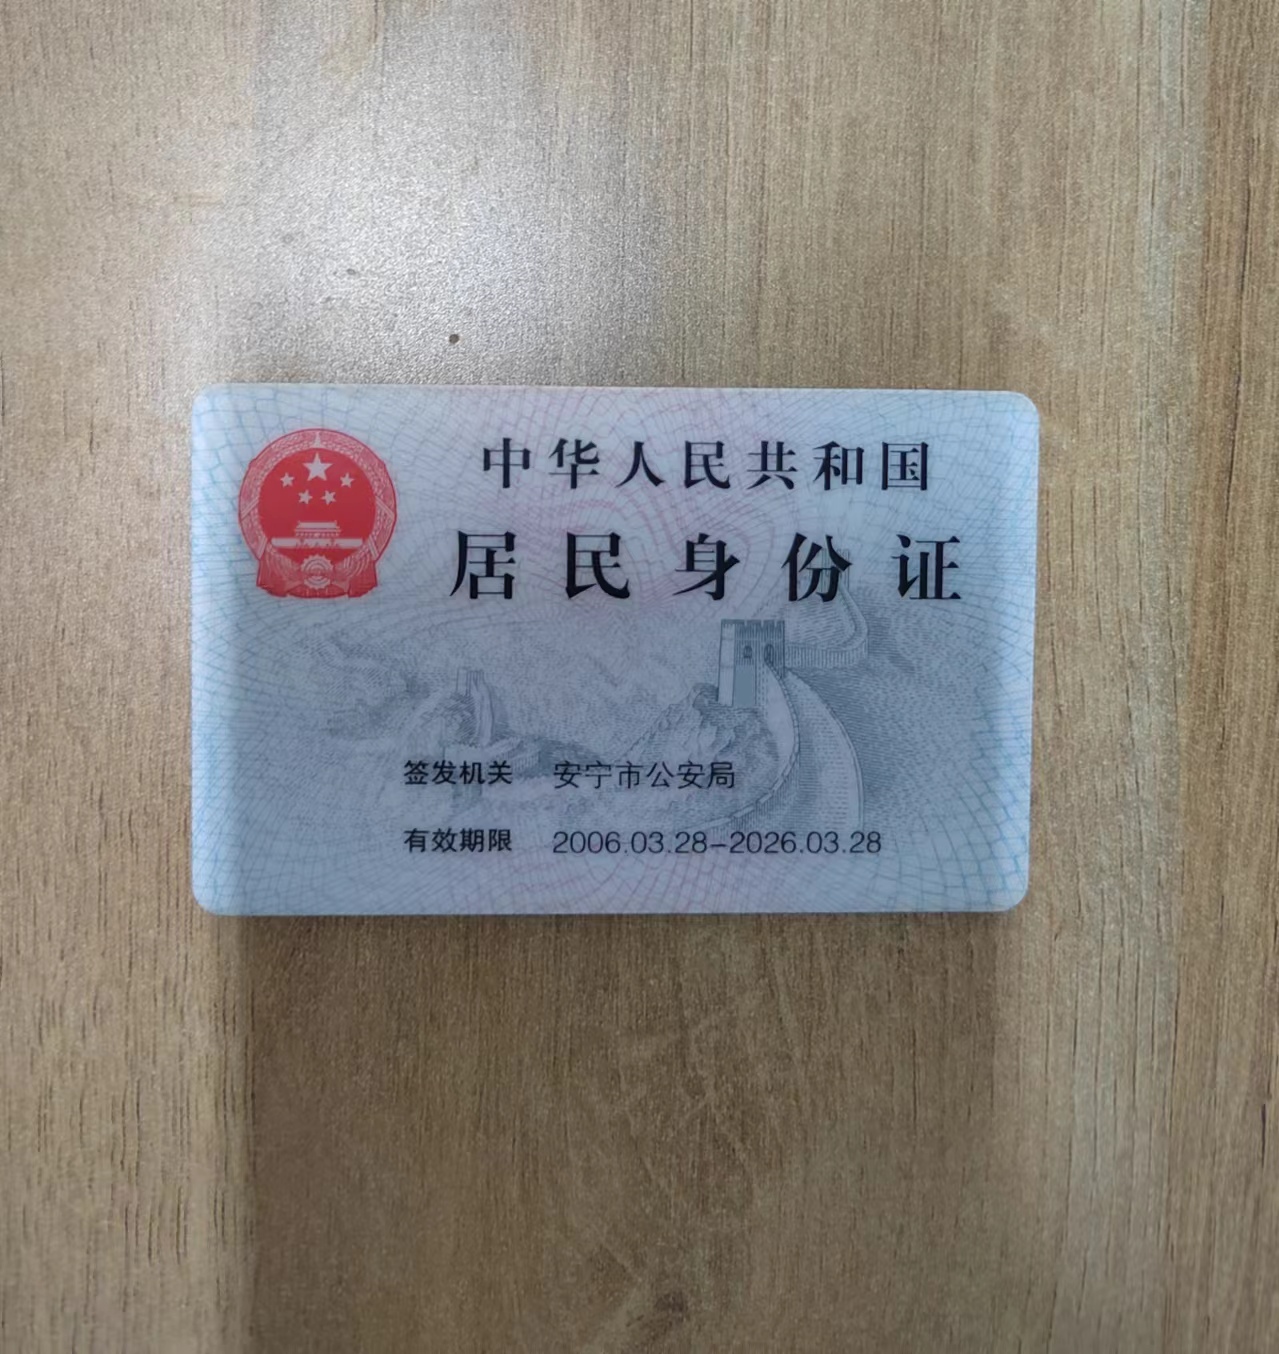 中华人民共和国
居民身份证
签发机关 安宁市公安局
有效期限 2006.03.28-2026.03.28